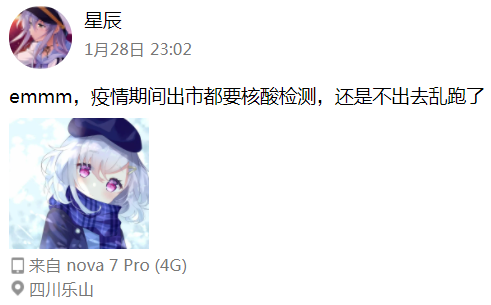 星辰
1月28日 23:02
emmm，疫情期间出市都要核酸检测，还是不出去乱跑了
来自 nova 7 Pro (4G)
四川乐山